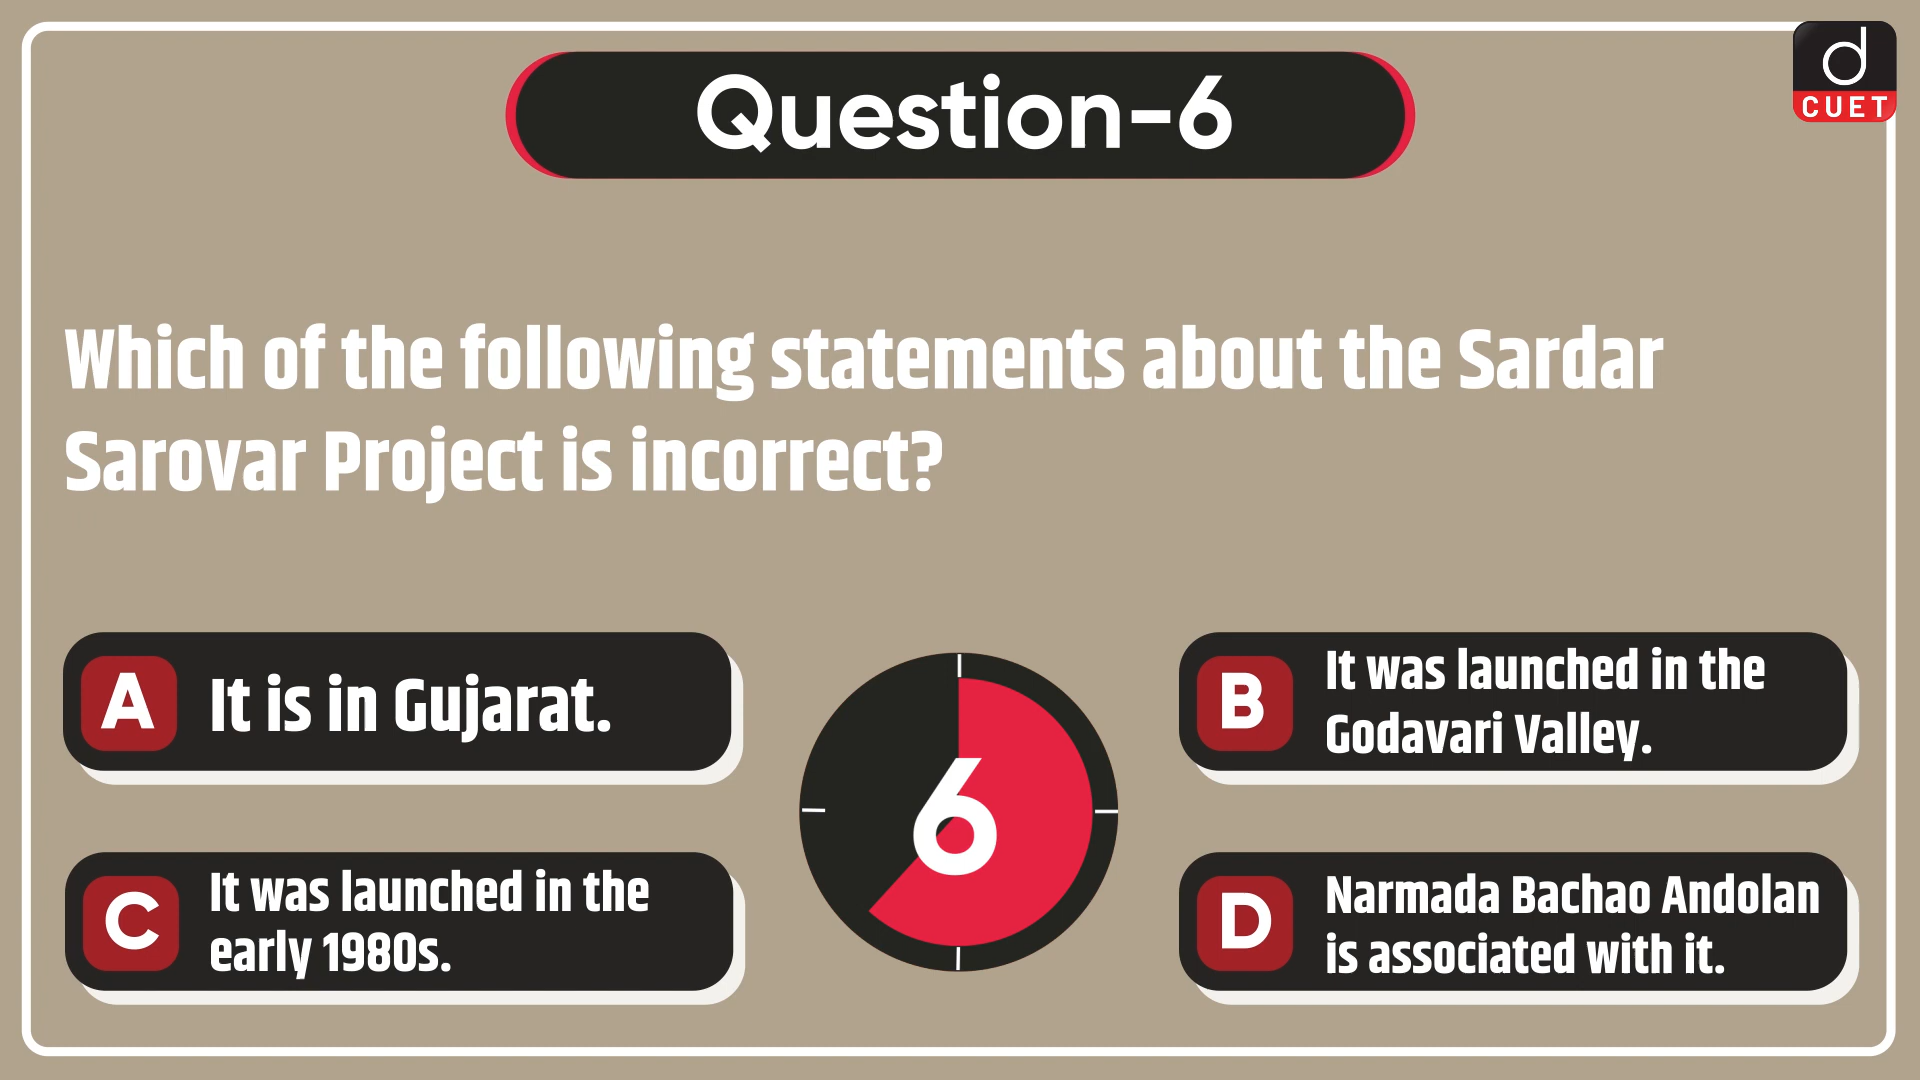 d
CUET
Question-6
Which of the following statements about the Sardar
Sarovar Project is incorrect?
A
It is in Gujarat.
B
It was launched in the
Godavari Valley.
6
C
It was launched in the
early 1980s.
D
Narmada Bachao Andolan
is associated with it.